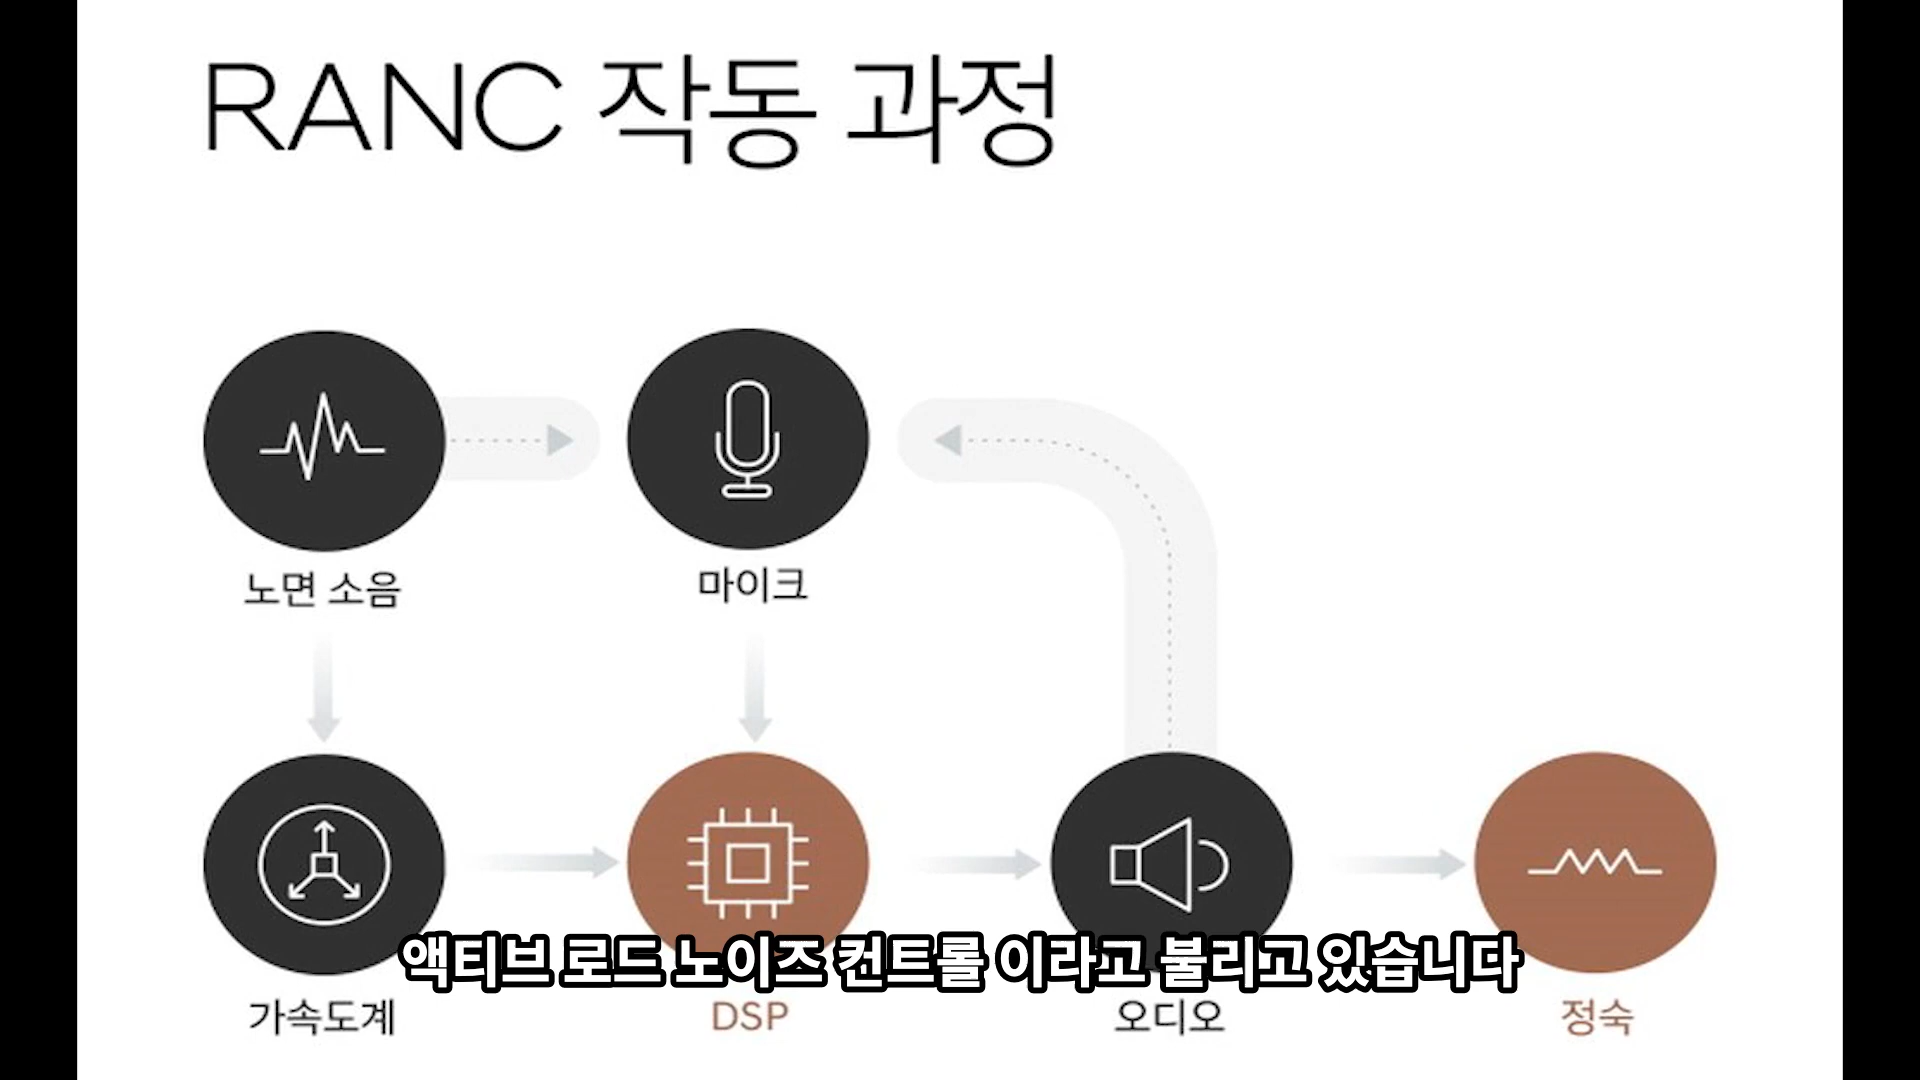 RANC 작동 과정
노면 소음
마이크
액티브 로드 노이즈 컨트롤 이라고 불리고 있습니다
가속도계
DSP
오디오
정숙